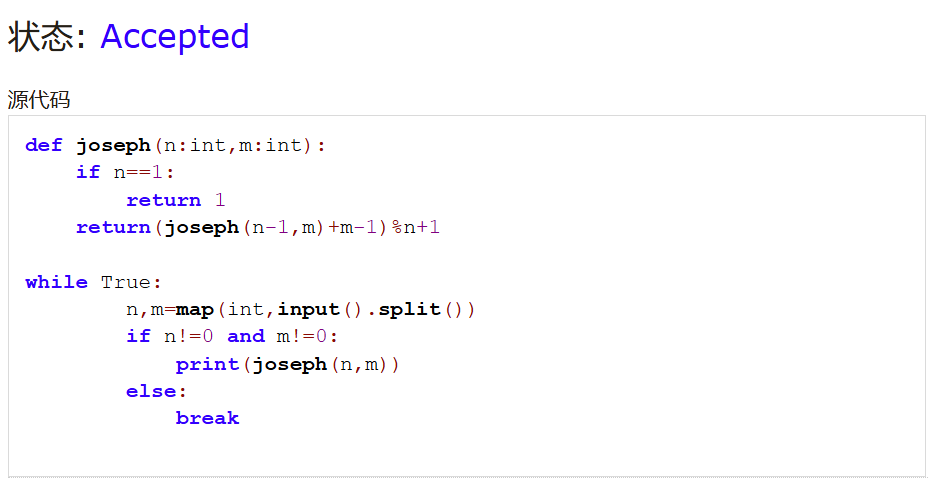 状态: Accepted
源代码
def joseph(n:int,m:int):
    if n==1:
        return 1
    return(joseph(n-1,m)+m-1)%n+1
while True:
        n,m=map(int,input().split())
        if n!=0 and m!=0:
            print(joseph(n,m))
        else:
            break